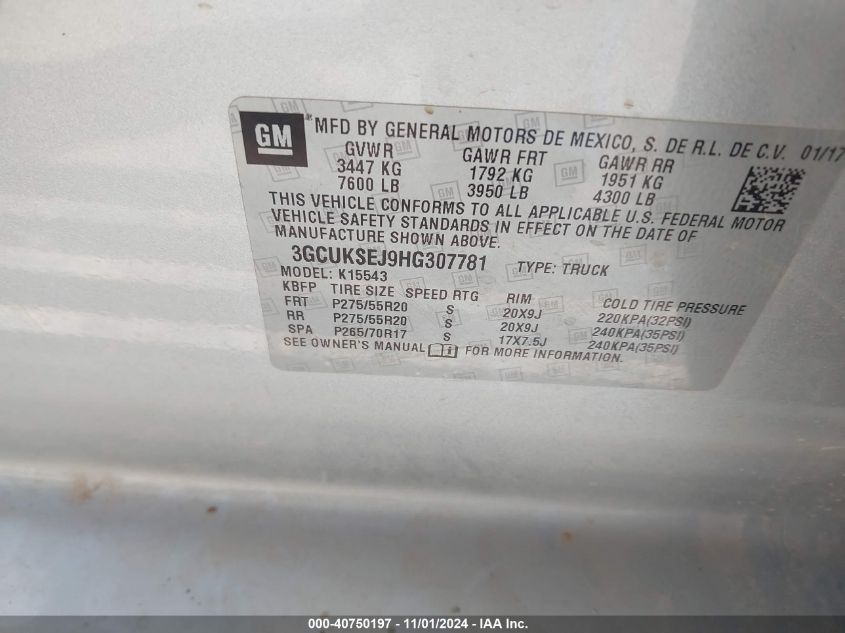 GM
® MFD BY GENERAL MOTORS DE MEXICO, S. DE R.L. DE C.V. 01/17
GVWR GAWR FRT GAWR RR
3447 KG 1792 KG 1951 KG
7600 LB 3950 LB 4300 LB
THIS VEHICLE CONFORMS TO ALL APPLICABLE U.S. FEDERAL MOTOR
VEHICLE SAFETY STANDARDS IN EFFECT ON THE DATE OF
MANUFACTURE SHOWN ABOVE.
3GCUKSEJ9HG307781 TYPE: TRUCK
MODEL: K15543
KBFP TIRE SIZE SPEED RTG RIM COLD TIRE PRESSURE
FRT P275/55R20 S 20X9J 220KPA(32PSI)
RR P275/55R20 S 20X9J 240KPA(35PSI)
SPA P265/70R17 S 17X7.5J 240KPA(35PSI)
SEE OWNER'S MANUAL FOR MORE INFORMATION.
000-40750197 - 11/01/2024 - IAA Inc.